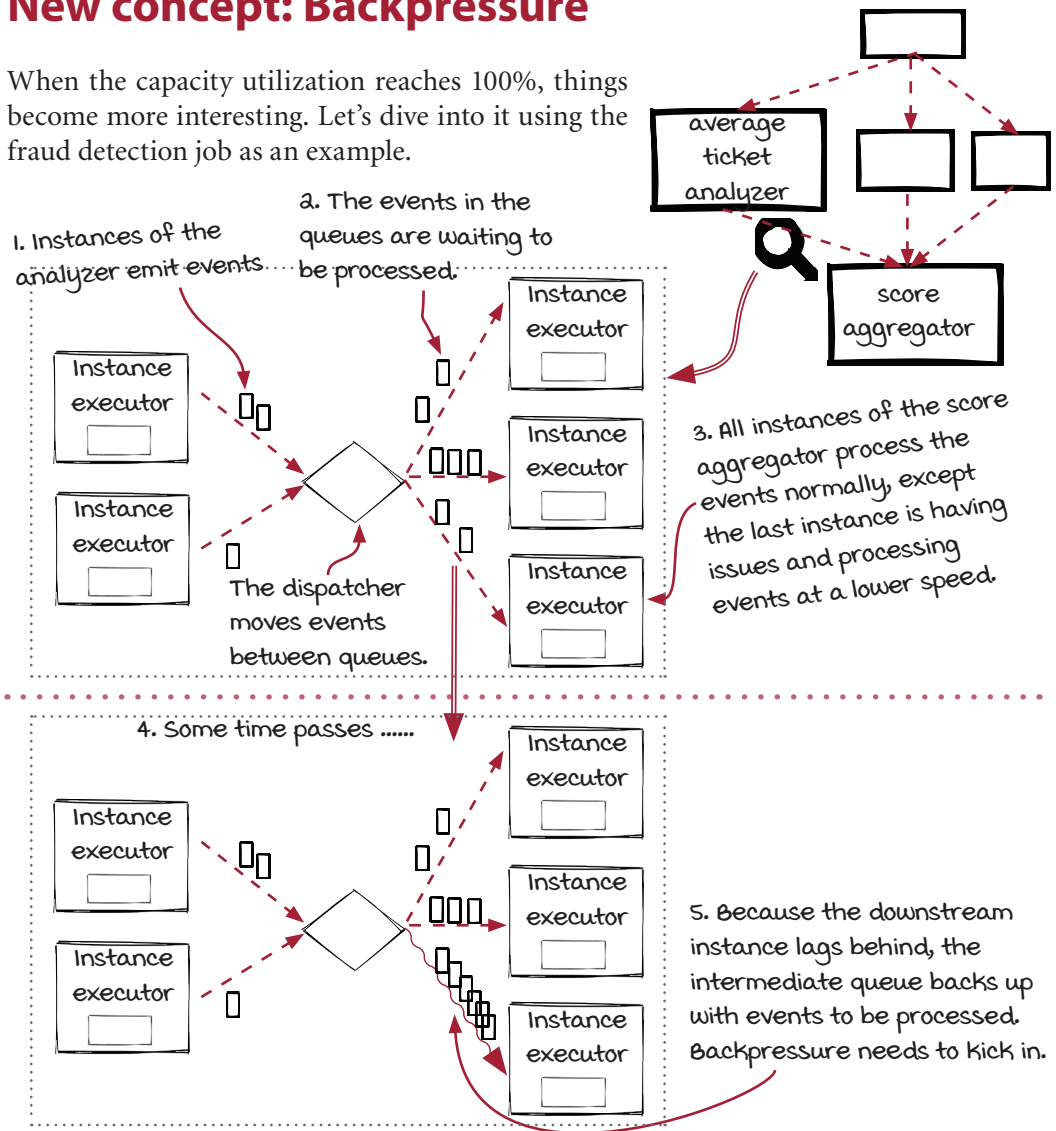 New concept: Backpressure
When the capacity utilization reaches 100%, things
become more interesting. Let's dive into it using the
fraud detection job as an example.
average
ticket
analyzer
score
aggregator
1. Instances of the
analyzer emit events
2. The events in the
queues are waiting to
be processed.
Instance
executor
Instance
executor
The dispatcher
moves events
between queues.
Instance
executor
Instance
executor
Instance
executor
3. All instances of the score
aggregator process the
events normally, except
the last instance is having
issues and processing
events at a lower speed.
4. Some time passes ......
Instance
executor
Instance
executor
Instance
executor
Instance
executor
Instance
executor
5. Because the downstream
instance lags behind, the
intermediate queue backs up
with events to be processed.
Backpressure needs to kick in.